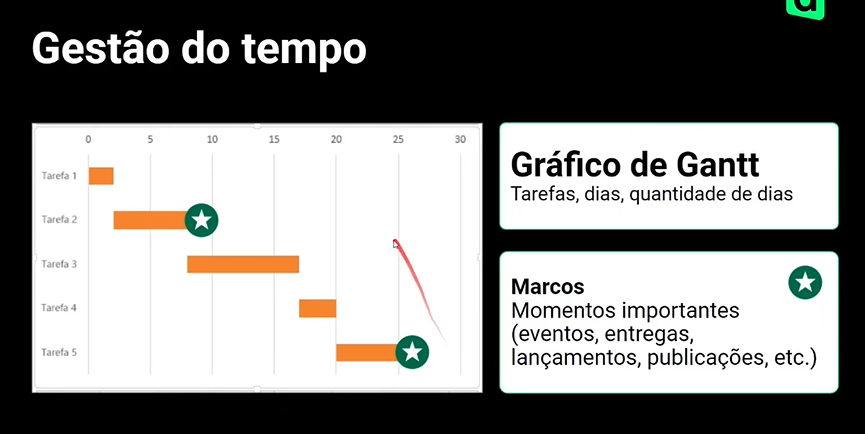 Gestão do tempo
0 5 10 15 20 25 30
Tarefa 1
Tarefa 2
Tarefa 3
Tarefa 4
Tarefa 5
Gráfico de Gantt
Tarefas, dias, quantidade de dias
Marcos
Momentos importantes
(eventos, entregas,
lançamentos, publicações, etc.)